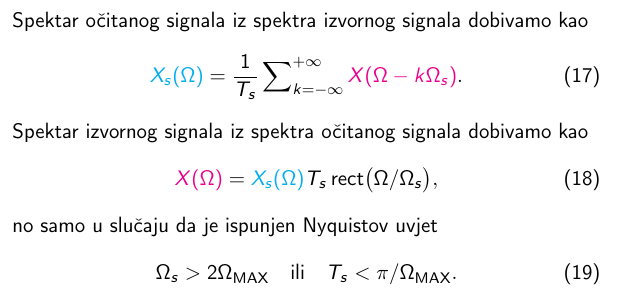 Spektar očitanog signala iz spektra izvornog signala dobivamo kao
Xₛ(Ω) = 1/Tₛ ∑_{k=−∞}^{+∞} X(Ω − kΩₛ). (17)
Spektar izvornog signala iz spektra očitanog signala dobivamo kao
X(Ω) = Xₛ(Ω) Tₛ rect(Ω/Ωₛ), (18)
no samo u slučaju da je ispunjen Nyquistov uvjet
Ωₛ > 2Ω_MAX ili Tₛ < π/Ω_MAX. (19)